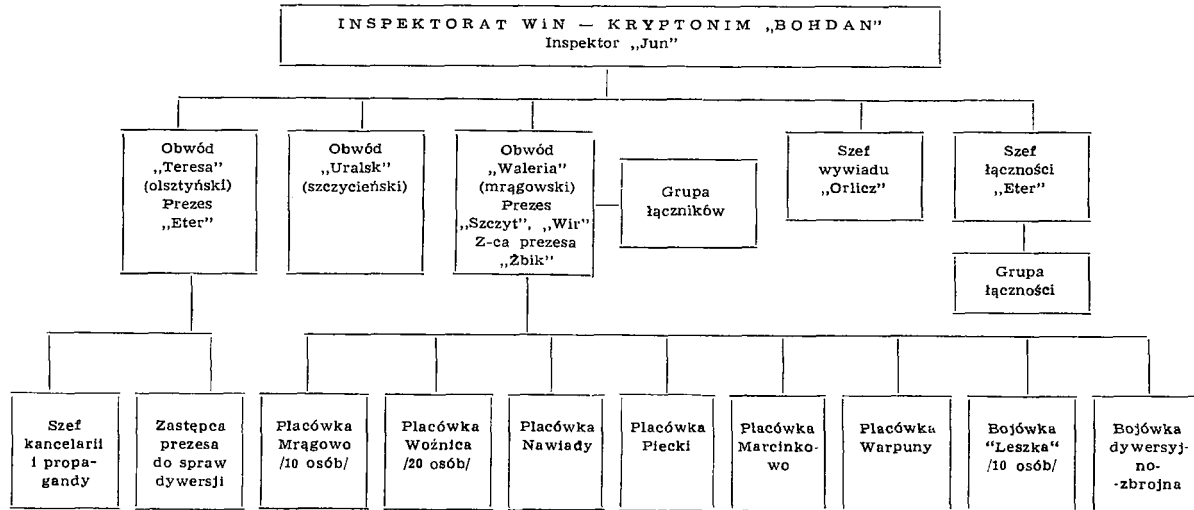 INSPEKTORAT WiN — KRYPTONIM „BOHDAN”
Inspektor „Jun”
Obwód
„Teresa”
(olsztyński)
Prezes
„Eter”
Obwód
„Uralsk”
(szczycieński)
Obwód
„Waleria”
(mrągowski)
Prezes
„Szczyt”, „Wir”
Z-ca prezesa
„Żbik”
Grupa
łączników
Szef
wywiadu
„Orlicz”
Szef
łączności
„Eter”
Grupa
łączności
Szef
kancelarii
i propa-
gandy
Zastępca
prezesa
do spraw
dywersji
Placówka
Mrągowo
/10 osób/
Placówka
Woźnica
/20 osób/
Placówka
Nawiady
Placówka
Piecki
Placówka
Marcinko-
wo
Placówka
Warpuny
Bojówka
“Leszka“
/10 osób/
Bojówka
dywersyj-
no-
-zbrojna